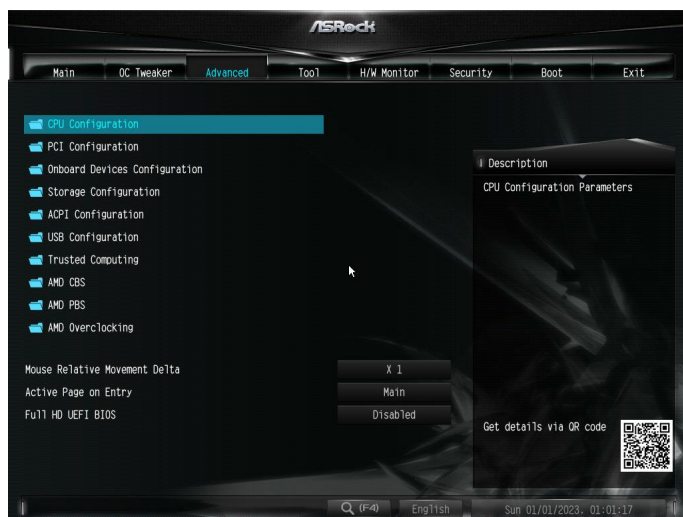 ASRock
Main OC Tweaker Advanced Tool H/W Monitor Security Boot Exit
CPU Configuration
PCI Configuration
Onboard Devices Configuration
Storage Configuration
ACPI Configuration
USB Configuration
Trusted Computing
AMD CBS
AMD PBS
AMD Overclocking
Mouse Relative Movement Delta X 1
Active Page on Entry Main
Full HD UEFI BIOS Disabled
Description
CPU Configuration Parameters
Get details via QR code
(F4) English Sun 01/01/2023. 01:01:17